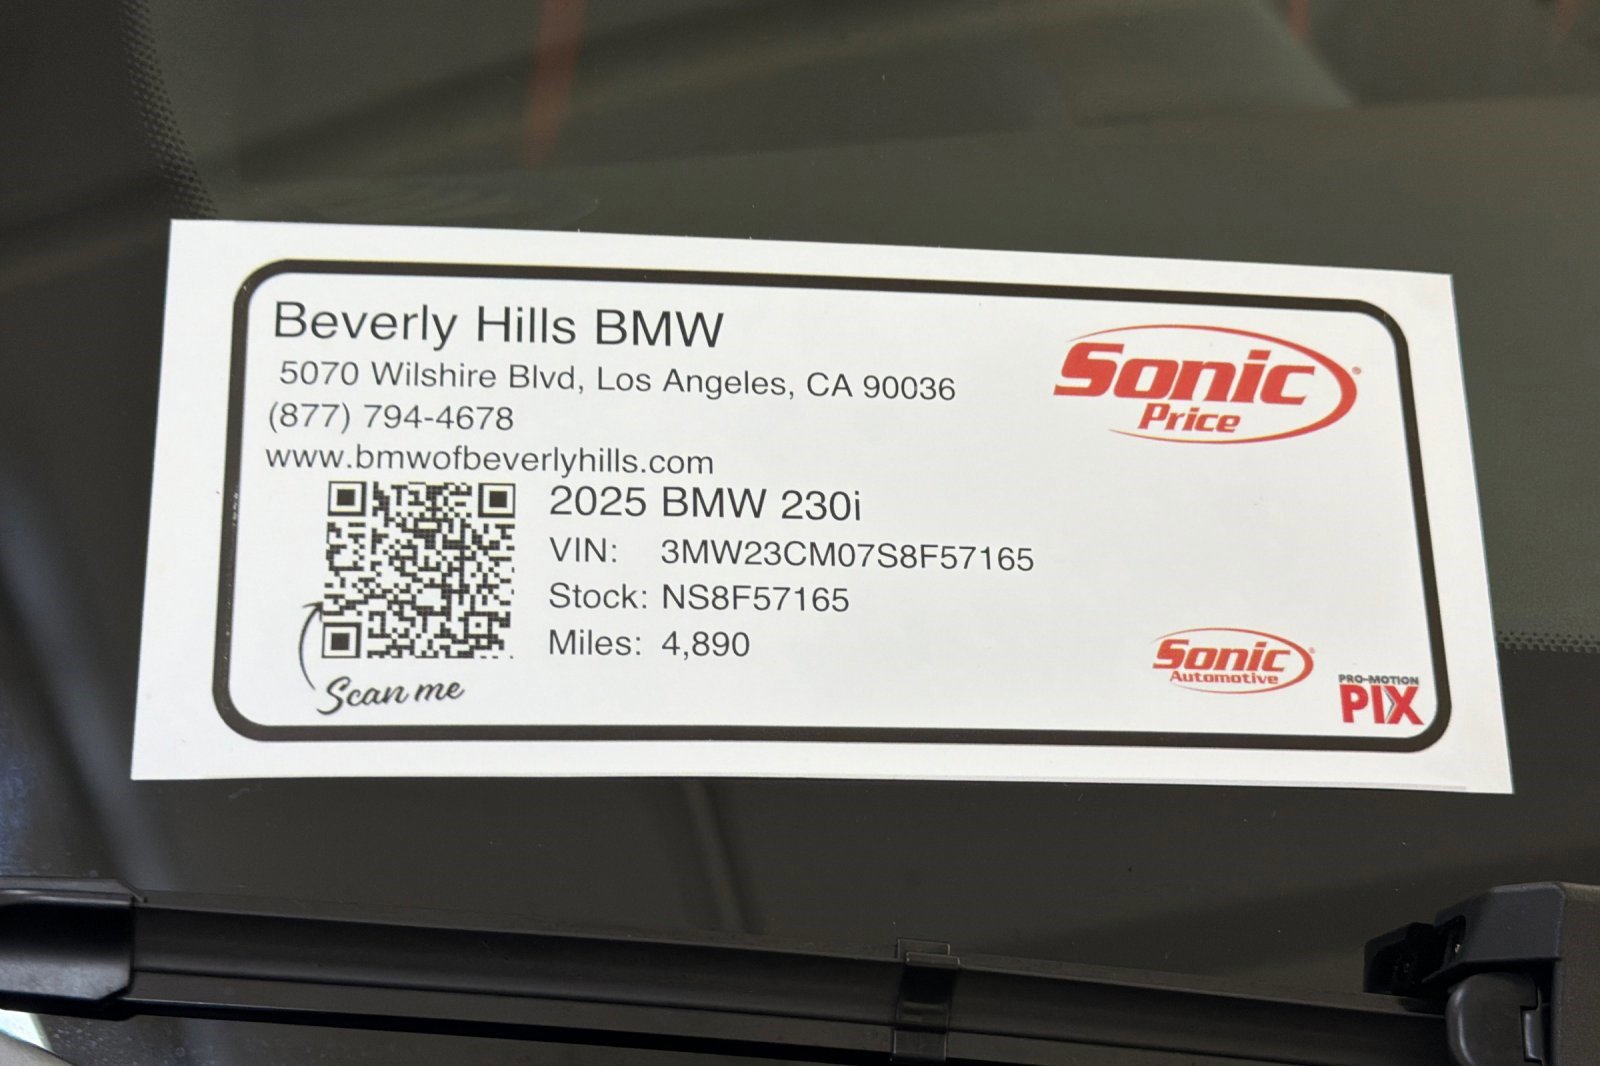 Beverly Hills BMW
5070 Wilshire Blvd, Los Angeles, CA 90036
(877) 794-4678
www.bmwofbeverlyhills.com
Sonic®
Price
2025 BMW 230i
VIN: 3MW23CM07S8F57165
Stock: NS8F57165
Miles: 4,890
Scan me
Sonic®
Automotive
PRO-MOTION
PIX